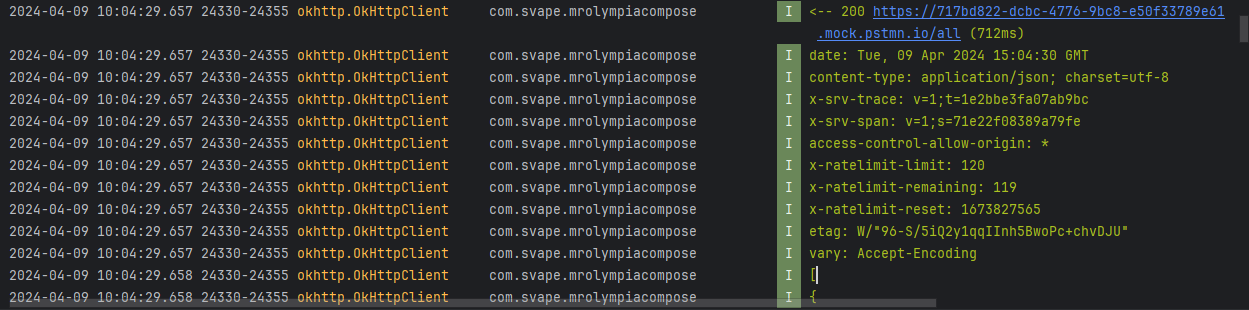 2024-04-09 10:04:29.657 24330-24355 okhttp.OkHttpClient com.svape.mrolympiacompose I <-- 200 https://717bd822-dcbc-4776-9bc8-e50f33789e61
.mock.pstmn.io/all (712ms)
2024-04-09 10:04:29.657 24330-24355 okhttp.OkHttpClient com.svape.mrolympiacompose I date: Tue, 09 Apr 2024 15:04:30 GMT
2024-04-09 10:04:29.657 24330-24355 okhttp.OkHttpClient com.svape.mrolympiacompose I content-type: application/json; charset=utf-8
2024-04-09 10:04:29.657 24330-24355 okhttp.OkHttpClient com.svape.mrolympiacompose I x-srv-trace: v=1;t=1e2bbe3fa07ab9bc
2024-04-09 10:04:29.657 24330-24355 okhttp.OkHttpClient com.svape.mrolympiacompose I x-srv-span: v=1;s=71e22f08389a79fe
2024-04-09 10:04:29.657 24330-24355 okhttp.OkHttpClient com.svape.mrolympiacompose I access-control-allow-origin: *
2024-04-09 10:04:29.657 24330-24355 okhttp.OkHttpClient com.svape.mrolympiacompose I x-ratelimit-limit: 120
2024-04-09 10:04:29.657 24330-24355 okhttp.OkHttpClient com.svape.mrolympiacompose I x-ratelimit-remaining: 119
2024-04-09 10:04:29.657 24330-24355 okhttp.OkHttpClient com.svape.mrolympiacompose I x-ratelimit-reset: 1673827565
2024-04-09 10:04:29.657 24330-24355 okhttp.OkHttpClient com.svape.mrolympiacompose I etag: W/"96-S/5iQ2y1qqIInh5BwoPc+chvDJU"
2024-04-09 10:04:29.657 24330-24355 okhttp.OkHttpClient com.svape.mrolympiacompose I vary: Accept-Encoding
2024-04-09 10:04:29.658 24330-24355 okhttp.OkHttpClient com.svape.mrolympiacompose I [
2024-04-09 10:04:29.658 24330-24355 okhttp.OkHttpClient com.svape.mrolympiacompose I {